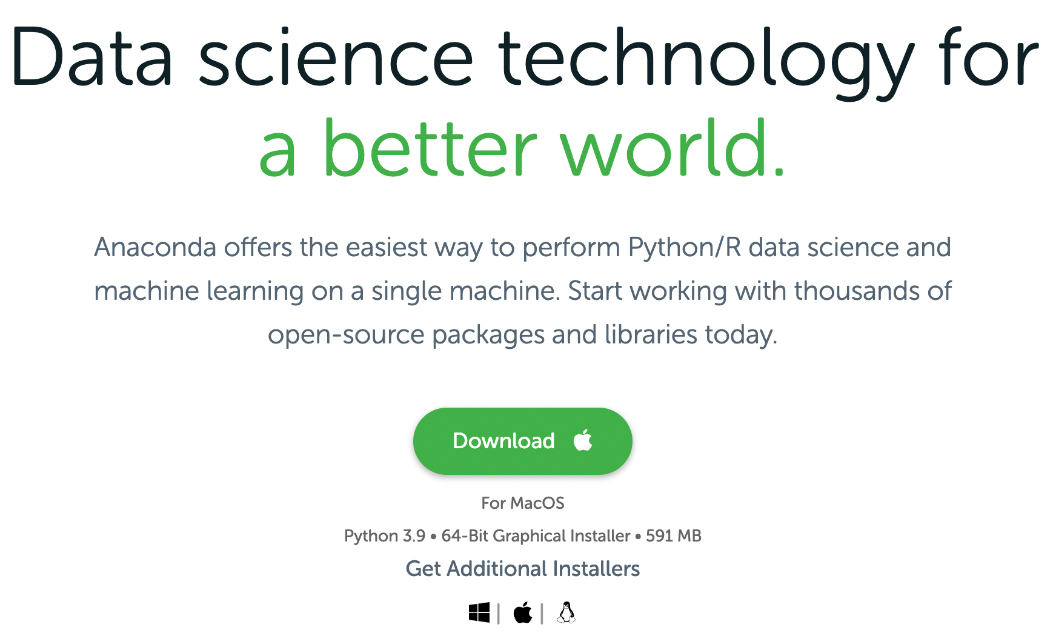 Data science technology for
a better world.
Anaconda offers the easiest way to perform Python/R data science and
machine learning on a single machine. Start working with thousands of
open-source packages and libraries today.
Download
For MacOS
Python 3.9 • 64-Bit Graphical Installer • 591 MB
Get Additional Installers
| |